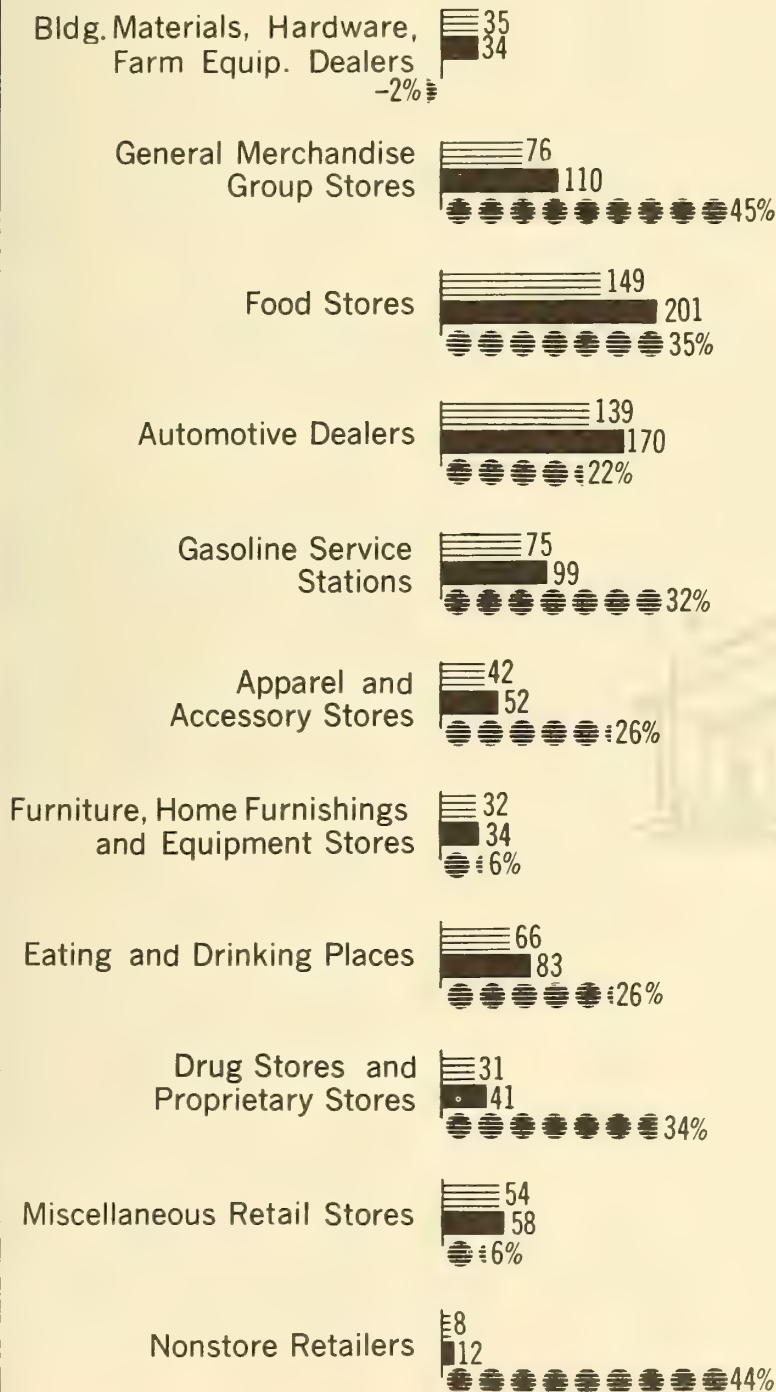 Bldg. Materials, Hardware,
Farm Equip. Dealers
35
34
-2%
General Merchandise
Group Stores
76
110
45%
Food Stores
149
201
35%
Automotive Dealers
139
170
22%
Gasoline Service
Stations
75
99
32%
Apparel and
Accessory Stores
42
52
26%
Furniture, Home Furnishings
and Equipment Stores
32
34
6%
Eating and Drinking Places
66
83
26%
Drug Stores and
Proprietary Stores
31
41
34%
Miscellaneous Retail Stores
54
58
6%
Nonstore Retailers
8
12
44%